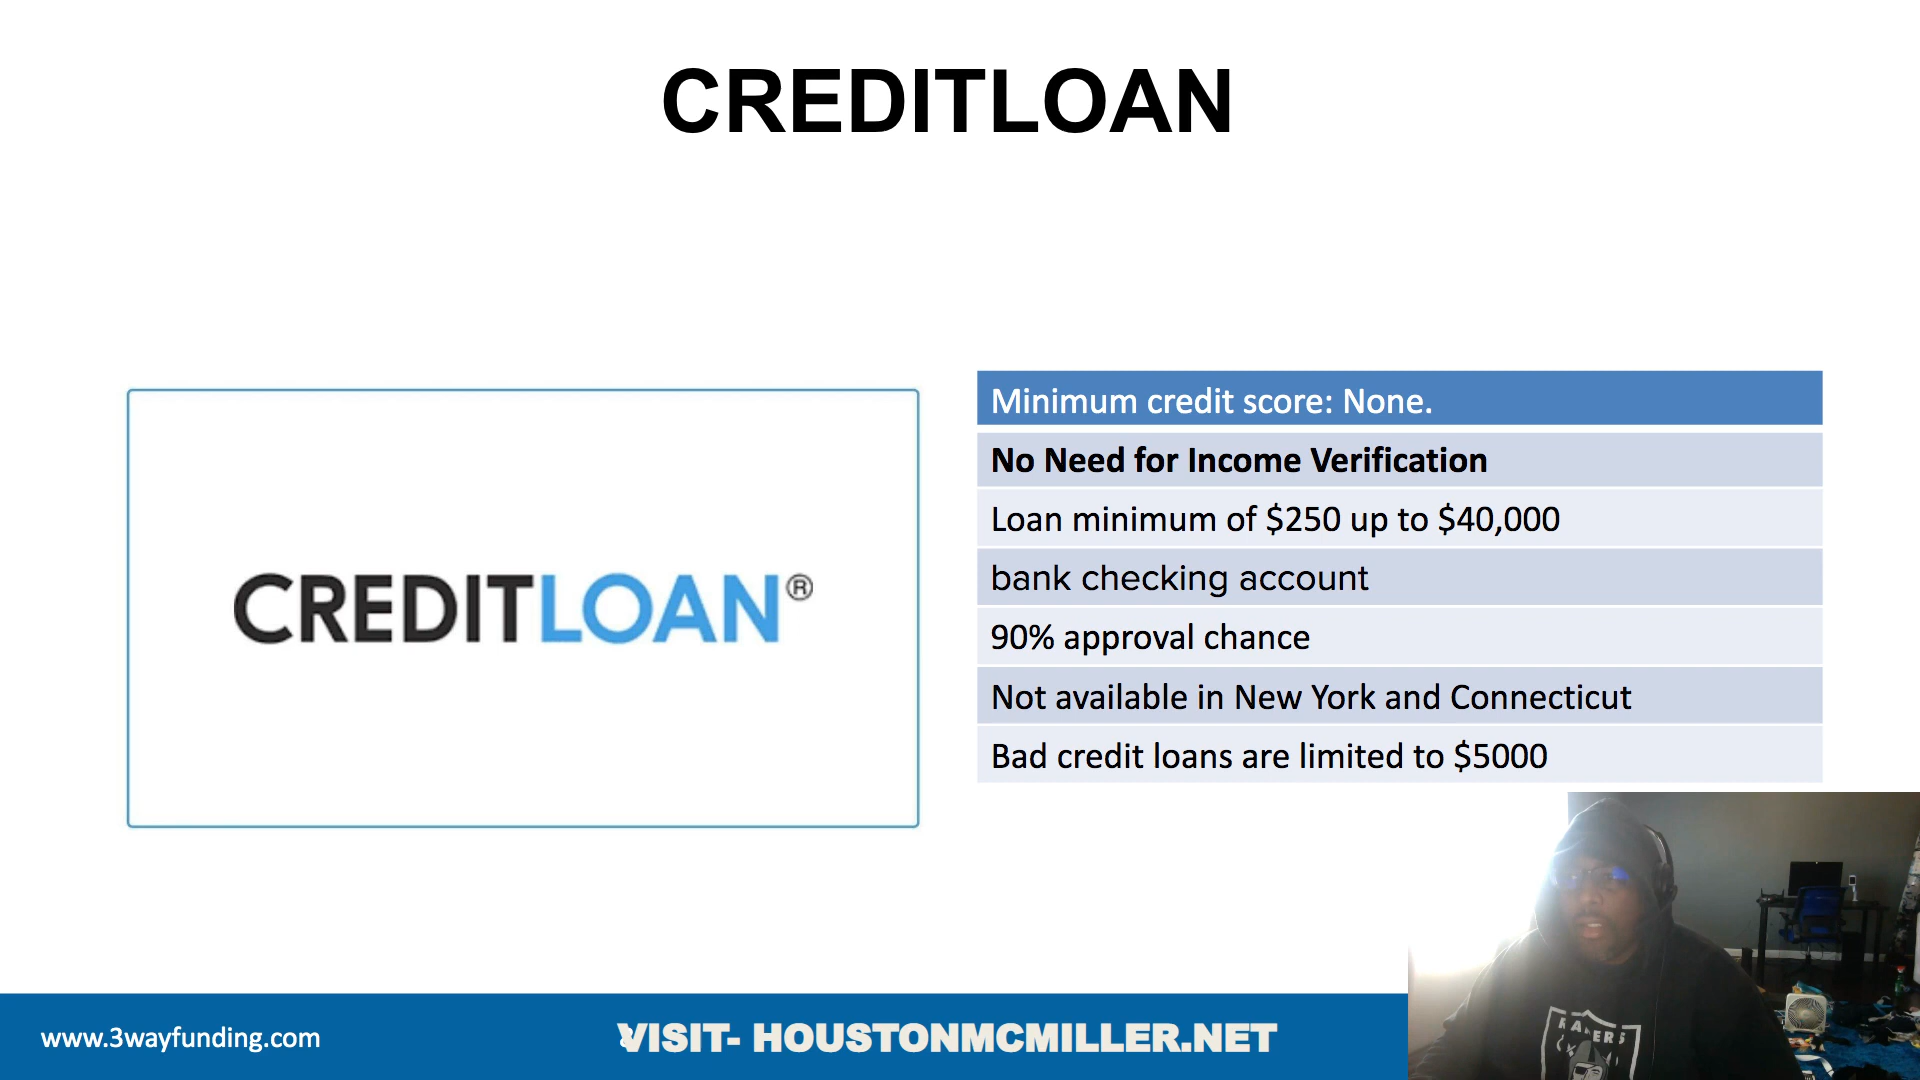 CREDITLOAN
CREDITLOAN®
Minimum credit score: None.
No Need for Income Verification
Loan minimum of $250 up to $40,000
bank checking account
90% approval chance
Not available in New York and Connecticut
Bad credit loans are limited to $5000
www.3wayfunding.com
VISIT- HOUSTONMCMILLER.NET
RAIDERS